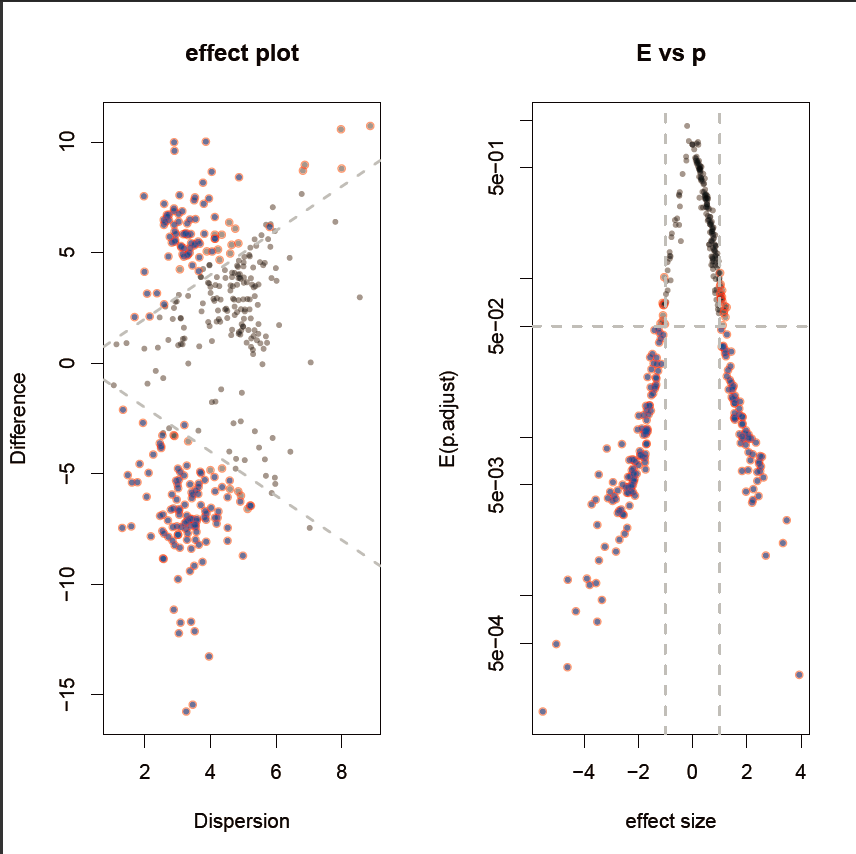 effect plot
10
5
0
−5
−10
−15
Difference
2 4 6 8
Dispersion
E vs p
5e−01
5e−02
5e−03
5e−04
E(p.adjust)
−4 −2 0 2 4
effect size